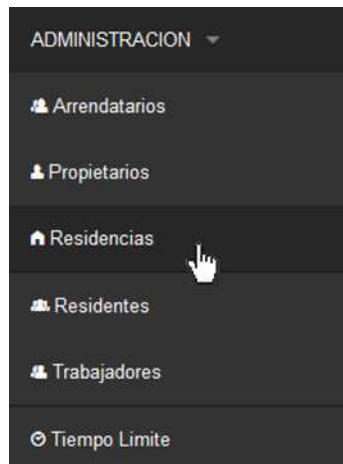 ADMINISTRACION
Arrendatarios
Propietarios
Residencias
Residentes
Trabajadores
Tiempo Limite